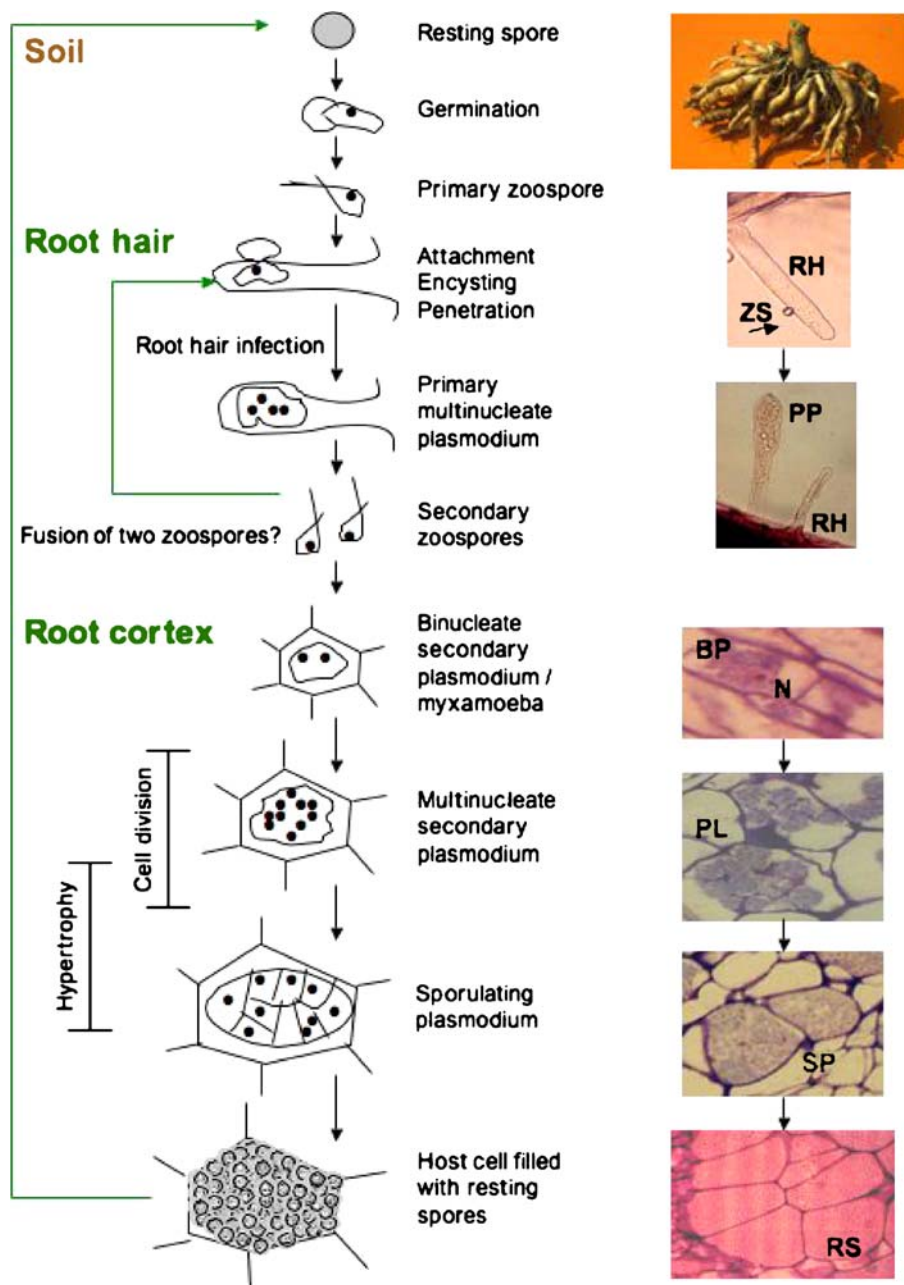 Soil
Resting spore
Germination
Primary zoospore
Root hair
Attachment
Encysting
Penetration
RH
ZS
Root hair infection
Primary
multinucleate
plasmodium
PP
RH
Secondary
zoospores
Fusion of two zoospores?
Root cortex
Binucleate
secondary
plasmodium /
myxamoeba
BP
N
Cell division
Multinucleate
secondary
plasmodium
PL
Hypertrophy
Sporulating
plasmodium
SP
Host cell filled
with resting
spores
RS